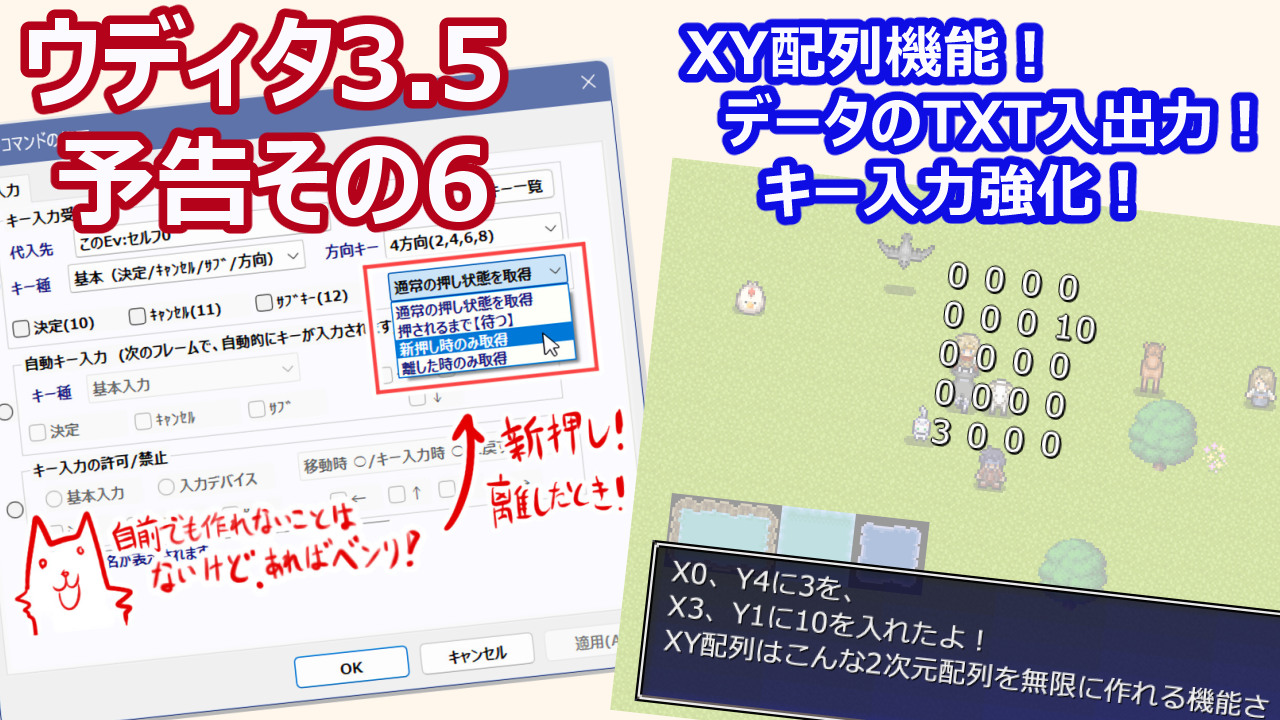 ウディタ3.5
予告その6
XY配列機能！
データのTXT入出力！
キー入力強化！
コマンドの
入力
キー入力受
キー一覧
代入先 このEv:セルフ0
方向キー 4方向(2,4,6,8)
キー種 基本（決定/ｷｬﾝｾﾙ/ｻﾌﾞ/方向）
通常の押し状態を取得
通常の押し状態を取得
押されるまで【待つ】
新押し時のみ取得
離した時のみ取得
決定(10) ｷｬﾝｾﾙ(11) ｻﾌﾞｷｰ(12)
自動キー入力 (次のフレームで、自動的にキーが入力され
キー種 基本入力
決定 ｷｬﾝｾﾙ ｻﾌﾞ ↓
キー入力の許可/禁止
基本入力 入力デバイス
移動時 ○/キー入力時
← ↑
新押し！
離したとき！
自前でも作れないことは
ないけど、あればベンリ！
名が表示されます
OK キャンセル 適用(A
0 0 0 0
0 0 0 10
0 0 0 0
0 0 0 0
3 0 0 0
X0、Y4に3を、
X3、Y1に10を入れたよ！
XY配列はこんな2次元配列を無限に作れる機能さ